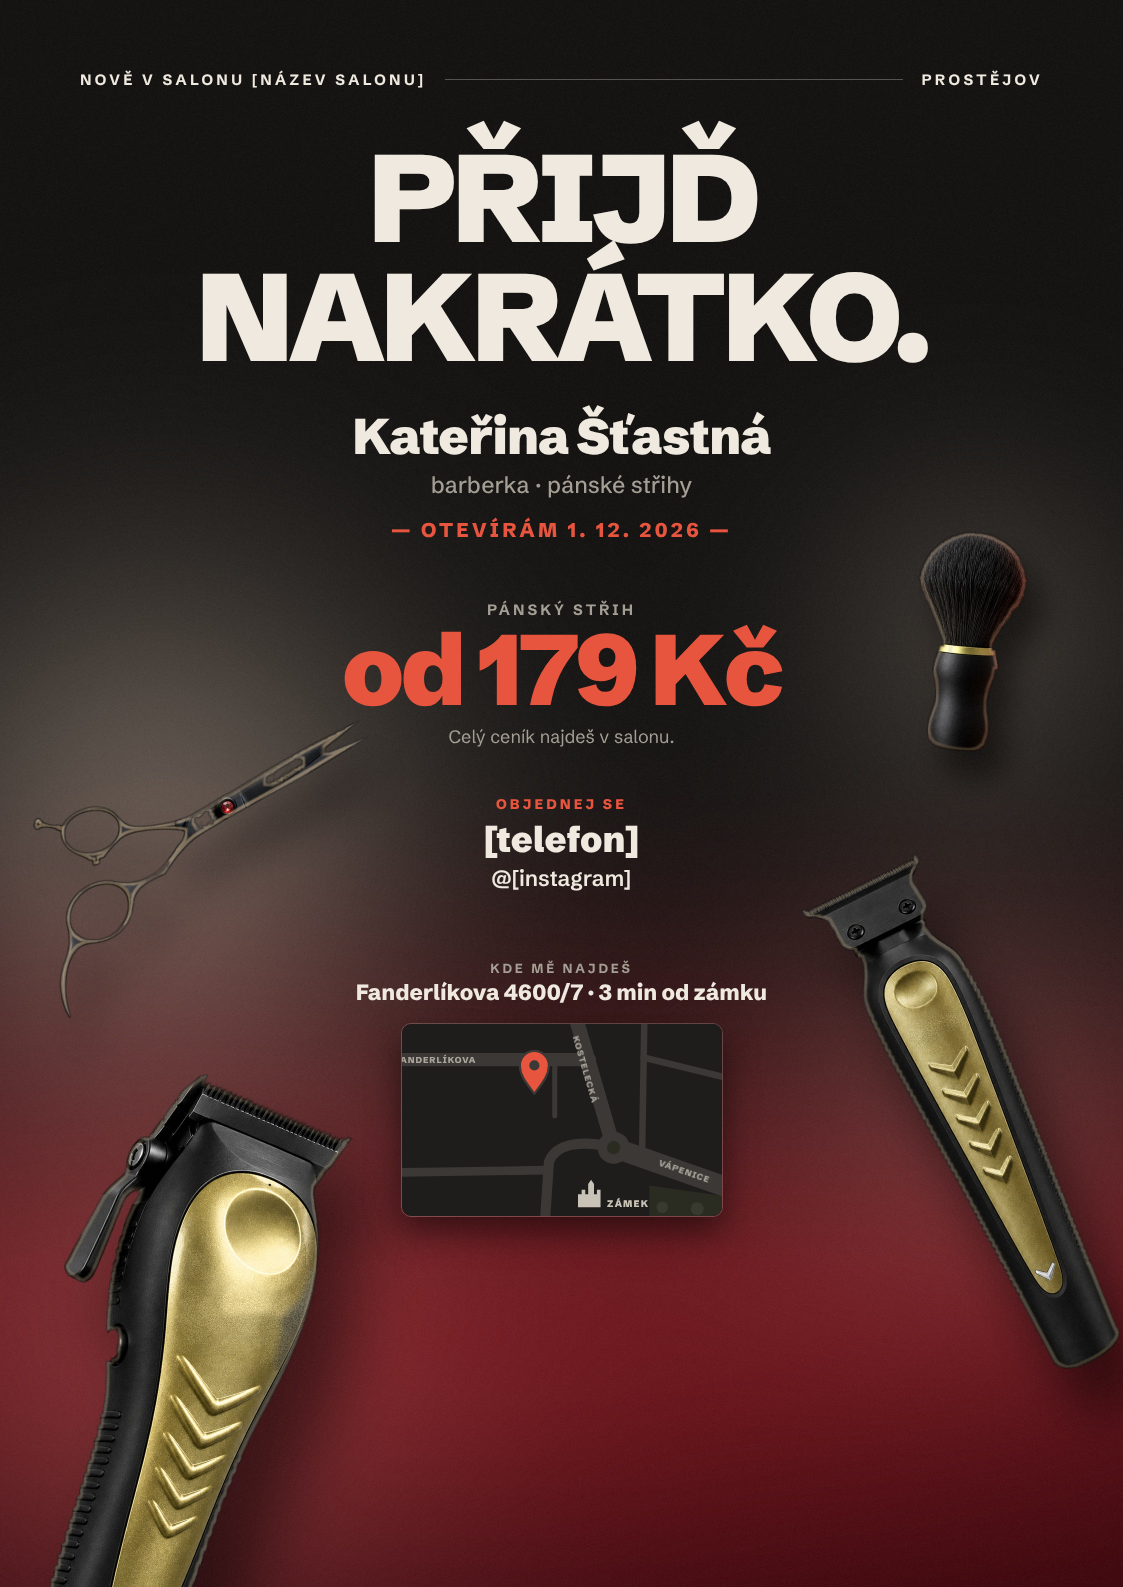 NOVĚ V SALONU [NÁZEV SALONU]
PROSTĚJOV
PŘIJĎ
NAKRÁTKO.
Kateřina Šťastná
barberka · pánské střihy
— OTEVÍRÁM 1. 12. 2026 —
PÁNSKÝ STŘIH
od 179 Kč
Celý ceník najdeš v salonu.
OBJEDNEJ SE
[telefon]
@[instagram]
KDE MĚ NAJDEŠ
Fanderlíkova 4600/7 · 3 min od zámku
ANDERLÍKOVA
KOSTELECKÁ
VÁPENICE
ZÁMEK